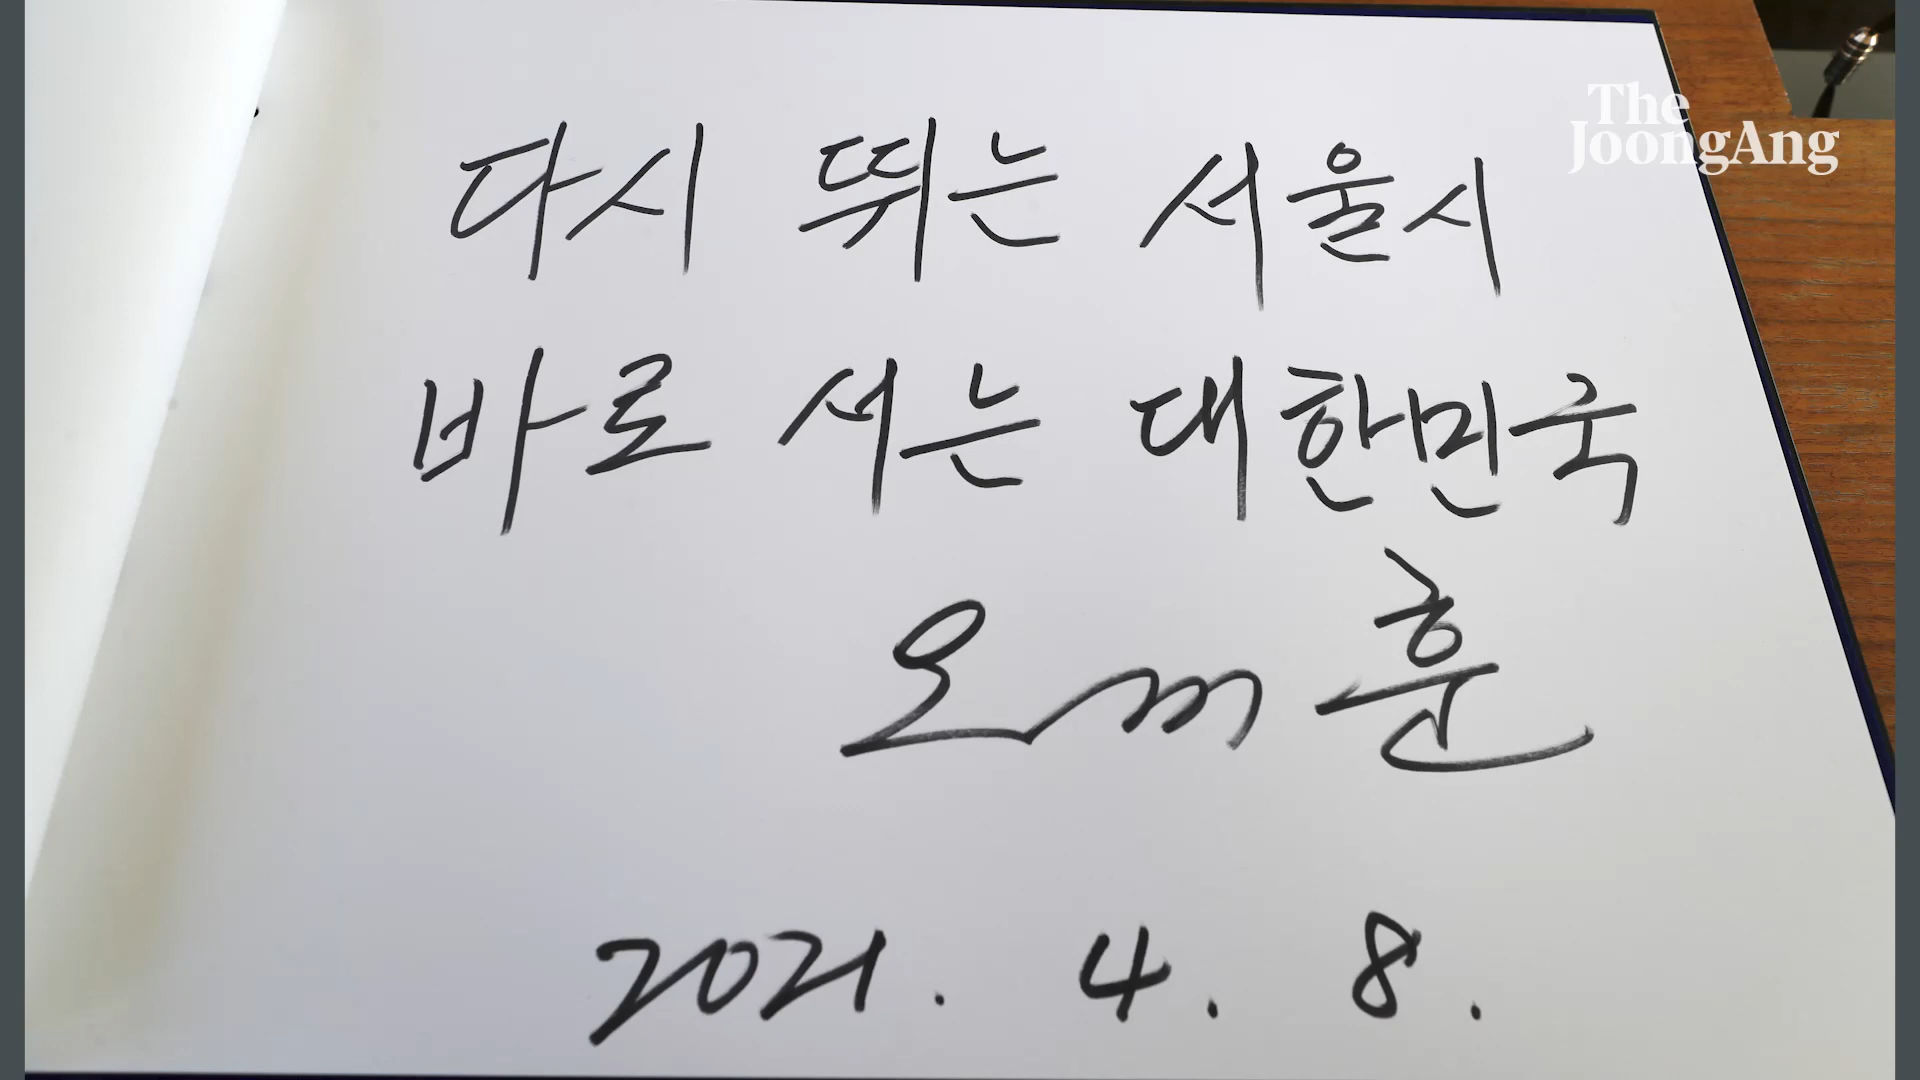 The
JoongAng
다시 뛰는 서울시
바로 서는 대한민국
오세훈
2021. 4. 8.